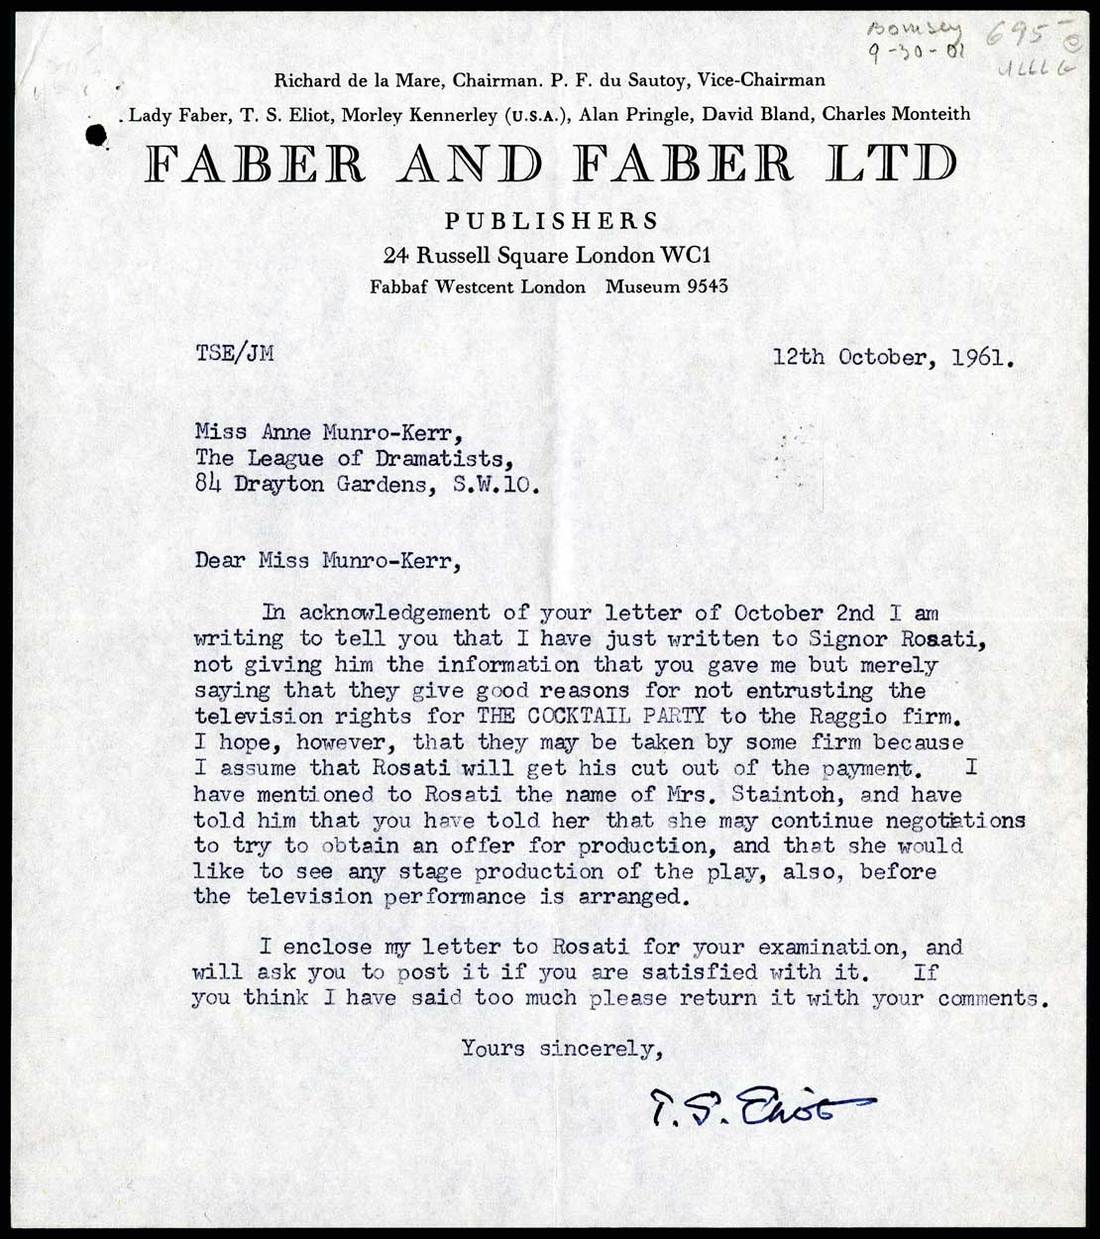 Bomsey 695-
9-30-01
Richard de la Mare, Chairman. P. F. du Sautoy, Vice-Chairman
Lady Faber, T. S. Eliot, Morley Kennerley (U.S.A.), Alan Pringle, David Bland, Charles Monteith
FABER AND FABER LTD
PUBLISHERS
24 Russell Square London WC1
Fabbaf Westcent London Museum 9543
TSE/JM
12th October, 1961.
Miss Anne Munro-Kerr,
The League of Dramatists,
84 Drayton Gardens, S.W.10.
Dear Miss Munro-Kerr,
In acknowledgement of your letter of October 2nd I am
writing to tell you that I have just written to Signor Rosati,
not giving him the information that you gave me but merely
saying that they give good reasons for not entrusting the
television rights for THE COCKTAIL PARTY to the Raggio firm.
I hope, however, that they may be taken by some firm because
I assume that Rosati will get his cut out of the payment. I
have mentioned to Rosati the name of Mrs. Staintoh, and have
told him that you have told her that she may continue negotiations
to try to obtain an offer for production, and that she would
like to see any stage production of the play, also, before
the television performance is arranged.
I enclose my letter to Rosati for your examination, and
will ask you to post it if you are satisfied with it. If
you think I have said too much please return it with your comments.
Yours sincerely,
T. S. Eliot